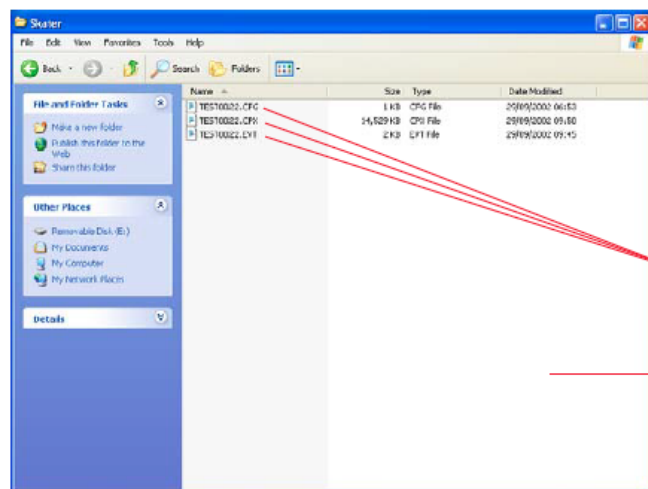 Skater
File Edit View Favorites Tools Help
Back Search Folders
Name Size Type Date Modified
TEST0022.CFG 1 KB CFG File 29/09/2002 06:53
TEST0022.CPX 14,529 KB CPX File 29/09/2002 09:50
TEST0022.EVT 2 KB EVT File 29/09/2002 09:45
File and Folder Tasks
Make a new folder
Publish this folder to the
Web
Share this folder
Other Places
Removable Disk (E:)
My Documents
My Computer
My Network Places
Details